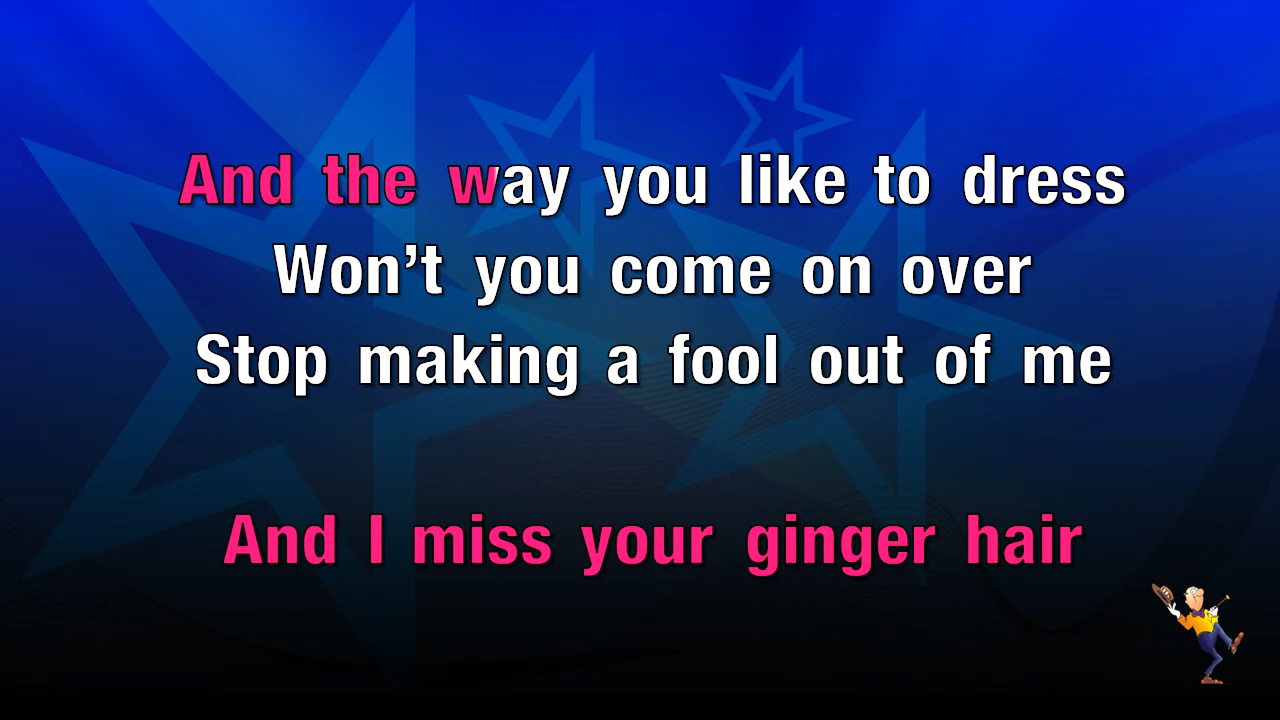 And the way you like to dress
Won't you come on over
Stop making a fool out of me
And I miss your ginger hair